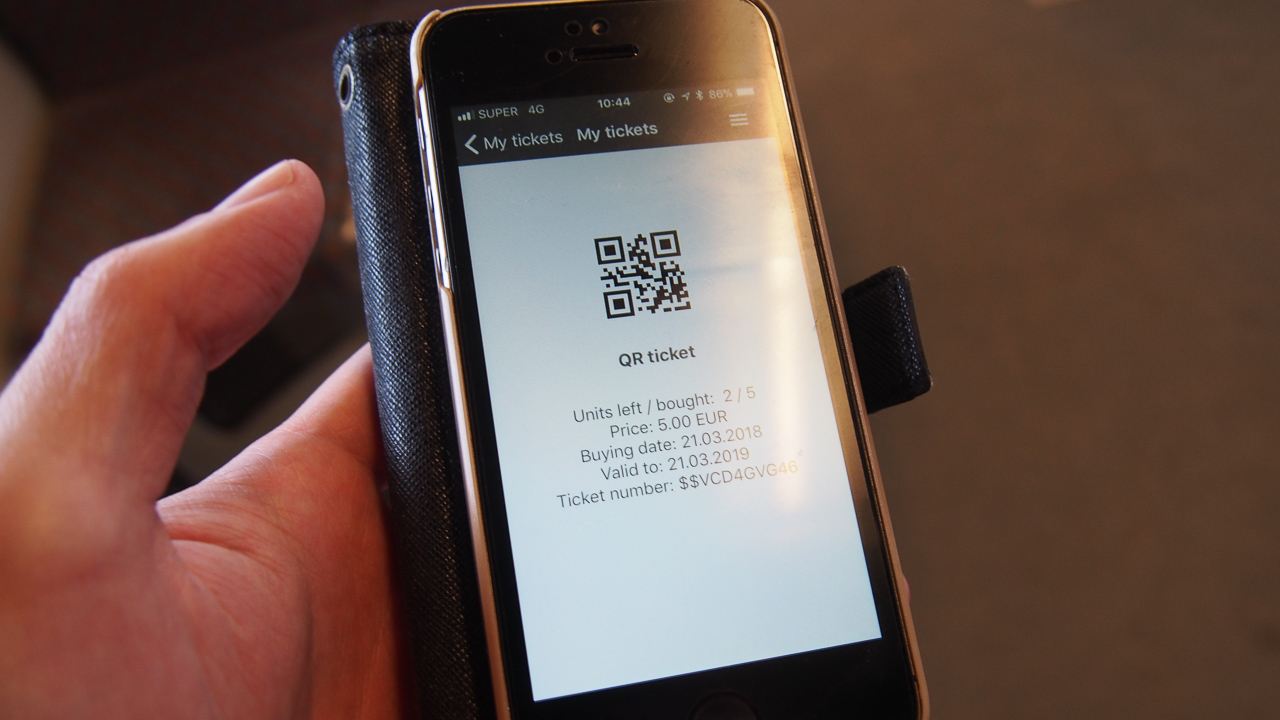 SUPER 4G 10:44 86%
My tickets My tickets
QR ticket
Units left / bought: 2 / 5
Price: 5.00 EUR
Buying date: 21.03.2018
Valid to: 21.03.2019
Ticket number: $$VCD4GVG46